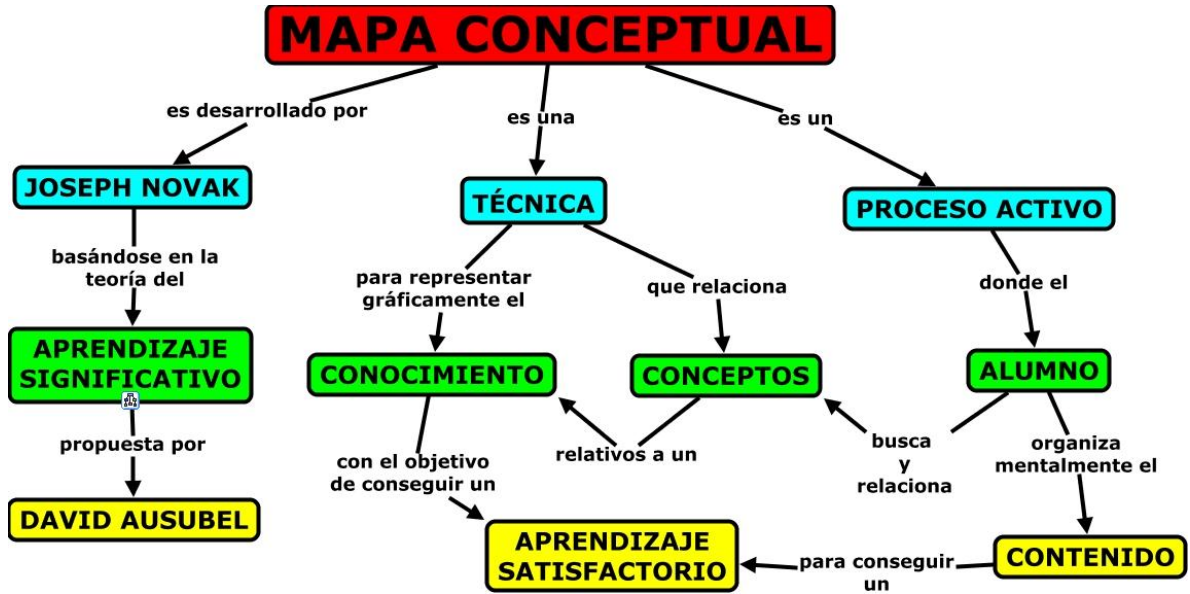 MAPA CONCEPTUAL
es desarrollado por
es una
es un
JOSEPH NOVAK
TÉCNICA
PROCESO ACTIVO
basándose en la
teoría del
para representar
gráficamente el
que relaciona
donde el
APRENDIZAJE
SIGNIFICATIVO
CONOCIMIENTO
CONCEPTOS
ALUMNO
propuesta por
con el objetivo
de conseguir un
relativos a un
busca
y
relaciona
organiza
mentalmente el
DAVID AUSUBEL
APRENDIZAJE
SATISFACTORIO
para conseguir
un
CONTENIDO